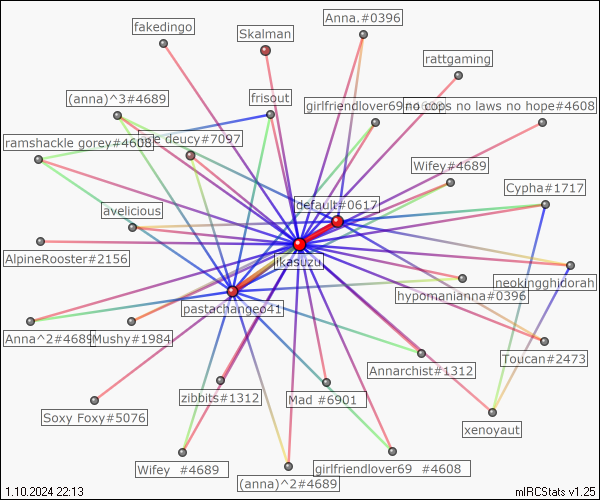 Anna.#0396
fakedingo
Skalman
rattgaming
(anna)^3#4689
frisout
girlfriendlover69
no cops no laws no hope#4608
ramshackle gorey#4608
deucy#7097
Wifey#4689
Cypha#1717
default#0617
avelicious
AlpineRooster#2156
ikasuzu
neokingghidorah
hypomanianna#0396
pastachangeo41
Anna^2#4689
Mushy#1984
Toucan#2473
Annarchist#1312
zibbits#1312
Mad #6901
Soxy Foxy#5076
xenoyaut
Wifey #4689
(anna)^2#4689
girlfriendlover69 #4608
1.10.2024 22:13
mIRCStats v1.25